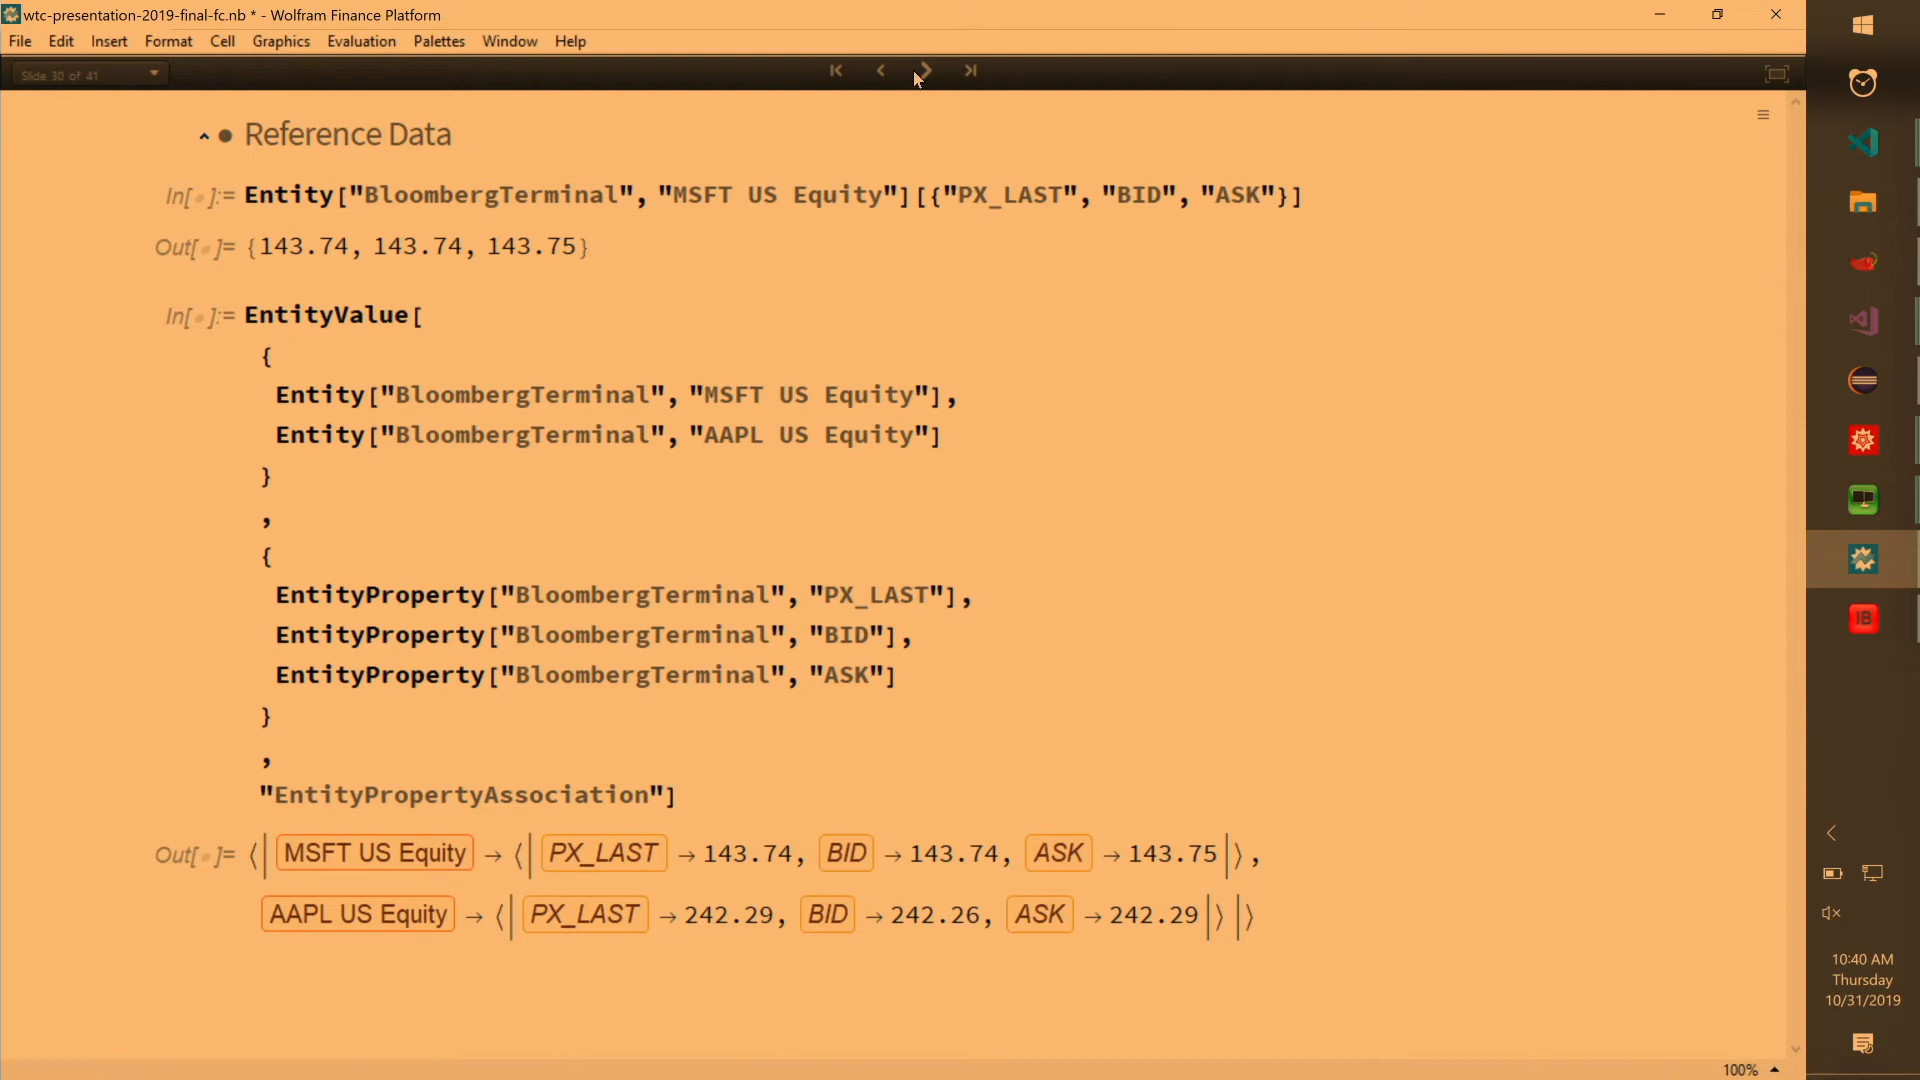 wtc-presentation-2019-final-fc.nb * - Wolfram Finance Platform
File Edit Insert Format Cell Graphics Evaluation Palettes Window Help
Slide 30 of 41
Reference Data
In[ ]:= Entity["BloombergTerminal", "MSFT US Equity"][{"PX_LAST", "BID", "ASK"}]
Out[ ]= {143.74, 143.74, 143.75}
In[ ]:= EntityValue[
{
Entity["BloombergTerminal", "MSFT US Equity"],
Entity["BloombergTerminal", "AAPL US Equity"]
}
,
{
EntityProperty["BloombergTerminal", "PX_LAST"],
EntityProperty["BloombergTerminal", "BID"],
EntityProperty["BloombergTerminal", "ASK"]
}
,
"EntityPropertyAssociation"]
Out[ ]= <| MSFT US Equity → <| PX_LAST → 143.74, BID → 143.74, ASK → 143.75 |>,
AAPL US Equity → <| PX_LAST → 242.29, BID → 242.26, ASK → 242.29 |> |>
IB
10:40 AM
Thursday
10/31/2019
100%